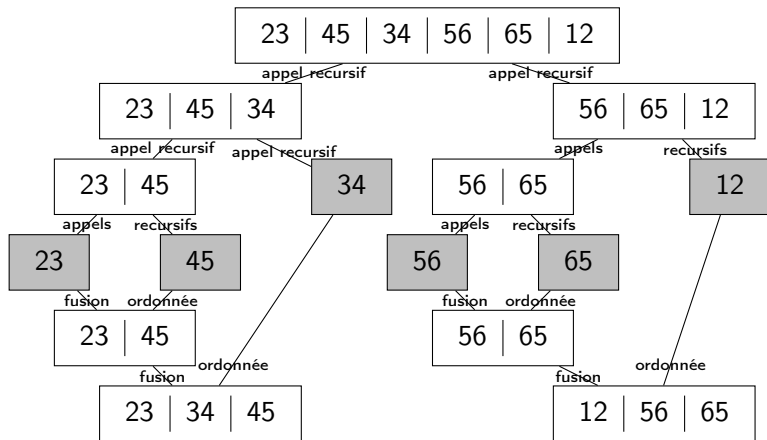 23 45 34 56 65 12
appel recursif appel recursif
23 45 34 56 65 12
appel recursif appel recursif appels recursifs
23 45 34 56 65 12
appels recursifs appels recursifs
23 45 56 65
fusion ordonnée fusion ordonnée
23 45 56 65
fusion ordonnée fusion ordonnée
23 34 45 12 56 65